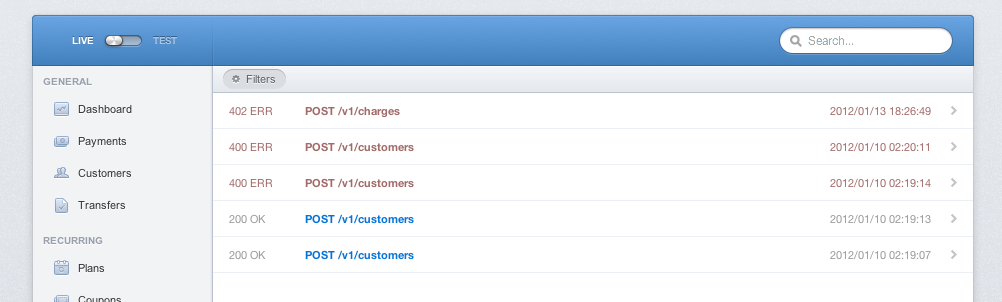 LIVE TEST Search...
GENERAL
Dashboard
Payments
Customers
Transfers
RECURRING
Plans
Coupons
Filters
402 ERR POST /v1/charges 2012/01/13 18:26:49
400 ERR POST /v1/customers 2012/01/10 02:20:11
400 ERR POST /v1/customers 2012/01/10 02:19:14
200 OK POST /v1/customers 2012/01/10 02:19:13
200 OK POST /v1/customers 2012/01/10 02:19:07